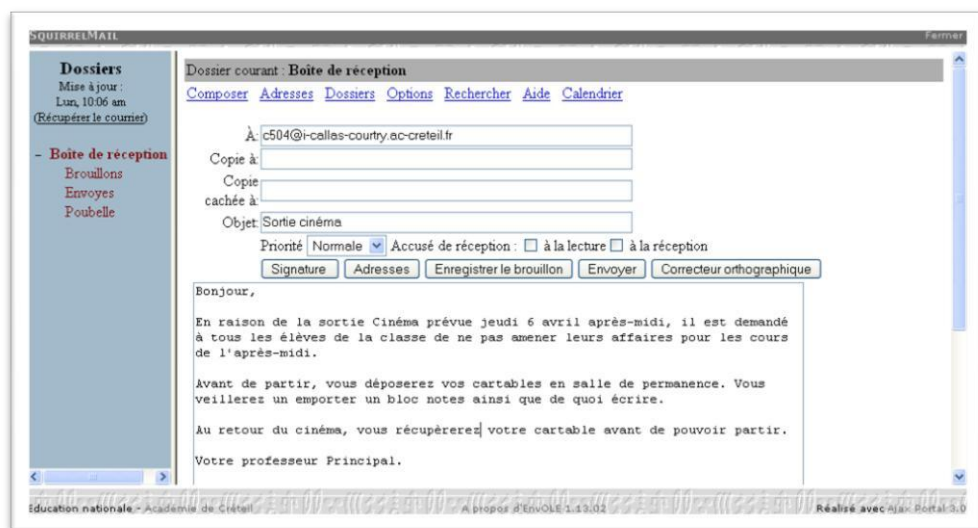 SQUIRRELMAIL Fermer
Dossiers
Mise à jour :
Lun, 10:06 am
(Récupérer le courrier)
– Boîte de réception
Brouillons
Envoyes
Poubelle
Dossier courant : Boîte de réception
Composer Adresses Dossiers Options Rechercher Aide Calendrier
À: c504@i-callas-courtry.ac-creteil.fr
Copie à:
Copie
cachée à:
Objet: Sortie cinéma
Priorité Normale Accusé de réception : à la lecture à la réception
Signature Adresses Enregistrer le brouillon Envoyer Correcteur orthographique
Bonjour,
En raison de la sortie Cinéma prévue jeudi 6 avril après-midi, il est demandé
à tous les élèves de la classe de ne pas amener leurs affaires pour les cours
de l'après-midi.
Avant de partir, vous déposerez vos cartables en salle de permanence. Vous
veillerez un emporter un bloc notes ainsi que de quoi écrire.
Au retour du cinéma, vous récupèrerez votre cartable avant de pouvoir partir.
Votre professeur Principal.
Education nationale - Académie de Créteil A propos d'EnvOLE 1.13.02 Réalisé avec Ajax Portal 3.0